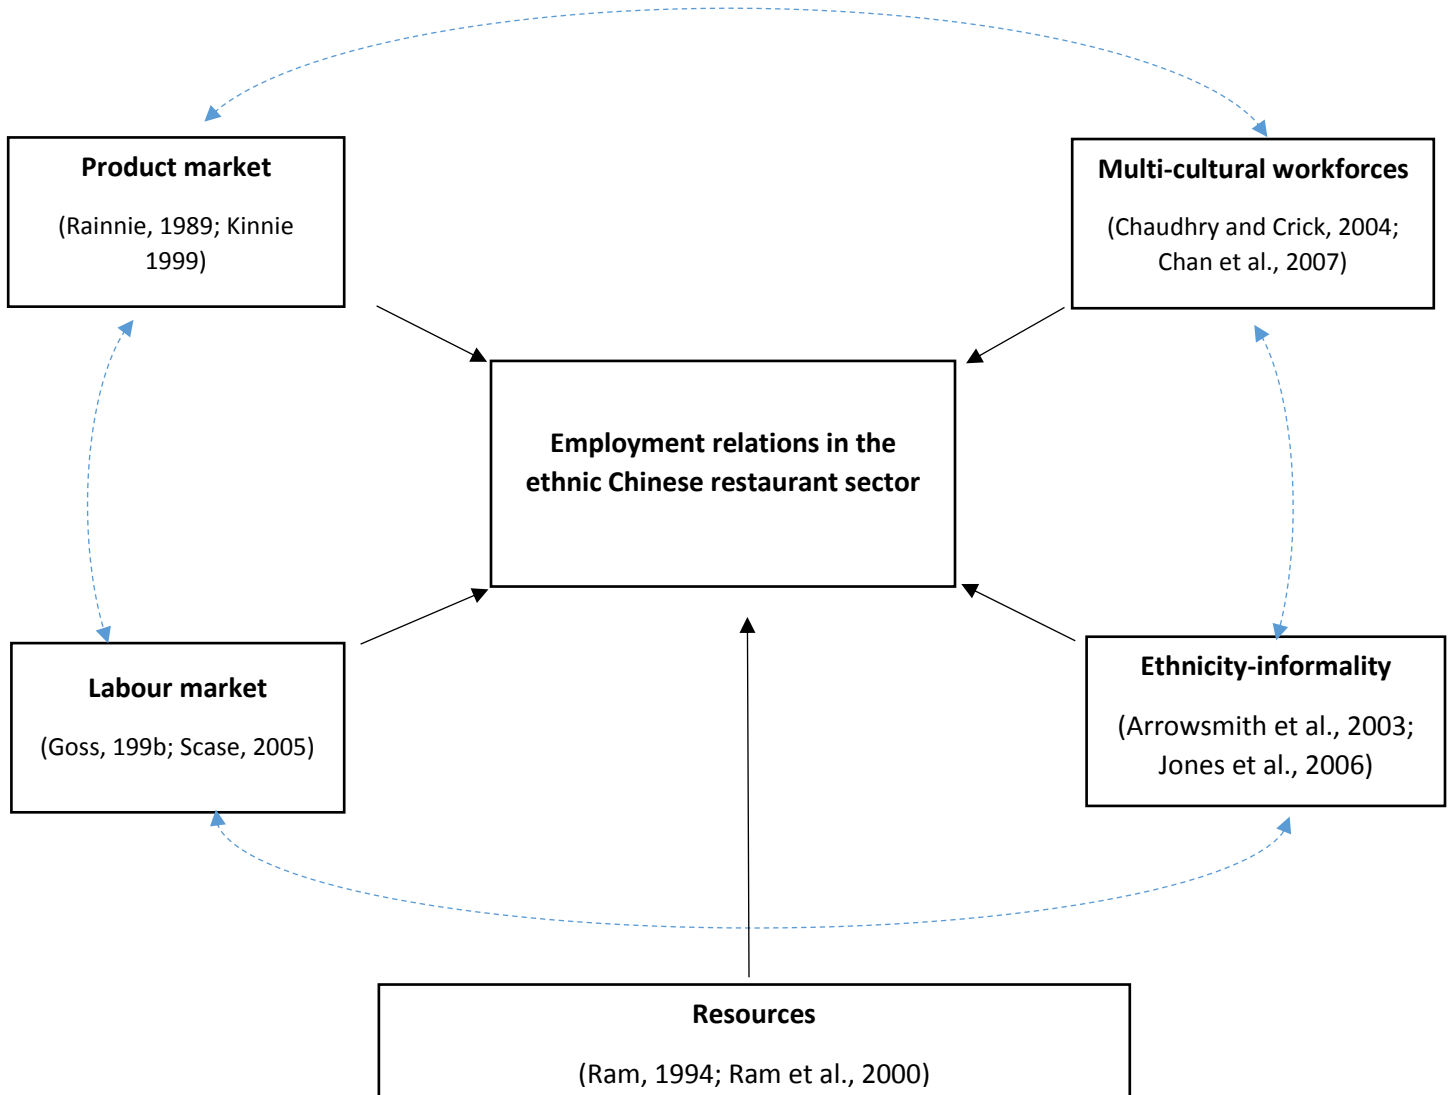 Product market
(Rainnie, 1989; Kinnie
1999)
Multi-cultural workforces
(Chaudhry and Crick, 2004;
Chan et al., 2007)
Employment relations in the
ethnic Chinese restaurant sector
Labour market
(Goss, 199b; Scase, 2005)
Ethnicity-informality
(Arrowsmith et al., 2003;
Jones et al., 2006)
Resources
(Ram, 1994; Ram et al., 2000)